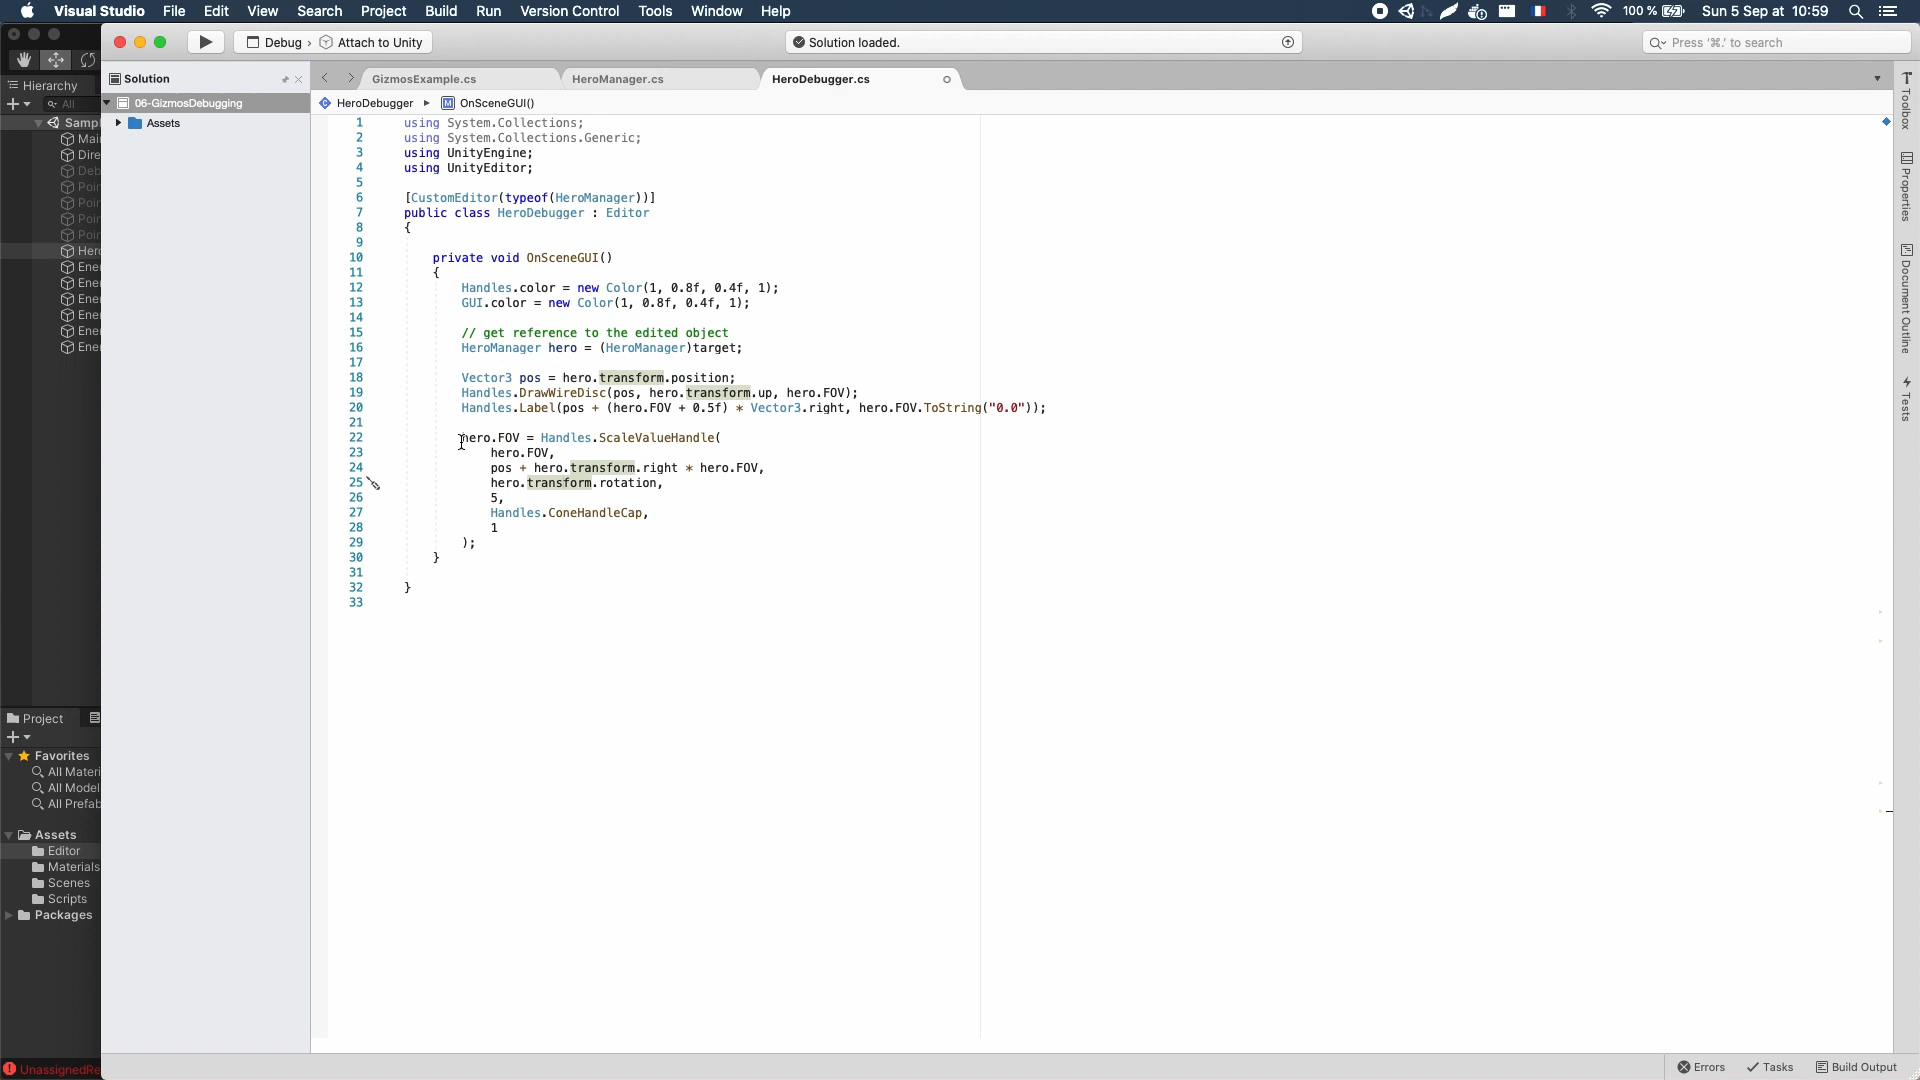 Visual Studio File Edit View Search Project Build Run Version Control Tools Window Help 100 % Sun 5 Sep at 10:59
Debug › Attach to Unity
Solution loaded.
Press '⌘.' to search
Hierarchy
All
Solution
06-GizmosDebugging
Assets
GizmosExample.cs
HeroManager.cs
HeroDebugger.cs
HeroDebugger ▸ M OnSceneGUI()
1 using System.Collections;
2 using System.Collections.Generic;
3 using UnityEngine;
4 using UnityEditor;
5
6 [CustomEditor(typeof(HeroManager))]
7 public class HeroDebugger : Editor
8 {
9
10 private void OnSceneGUI()
11 {
12 Handles.color = new Color(1, 0.8f, 0.4f, 1);
13 GUI.color = new Color(1, 0.8f, 0.4f, 1);
14
15 // get reference to the edited object
16 HeroManager hero = (HeroManager)target;
17
18 Vector3 pos = hero.transform.position;
19 Handles.DrawWireDisc(pos, hero.transform.up, hero.FOV);
20 Handles.Label(pos + (hero.FOV + 0.5f) * Vector3.right, hero.FOV.ToString("0.0"));
21
22 hero.FOV = Handles.ScaleValueHandle(
23 hero.FOV,
24 pos + hero.transform.right * hero.FOV,
25 hero.transform.rotation,
26 5,
27 Handles.ConeHandleCap,
28 1
29 );
30 }
31
32 }
33
Samp
Mai
Dire
Deb
Poin
Poin
Poin
Poin
Hero
Ene
Ene
Ene
Ene
Ene
Ene
Project
Favorites
All Materi
All Model
All Prefab
Assets
Editor
Materials
Scenes
Scripts
Packages
UnassignedRe
Toolbox
Properties
Document Outline
Tests
Errors
Tasks
Build Output